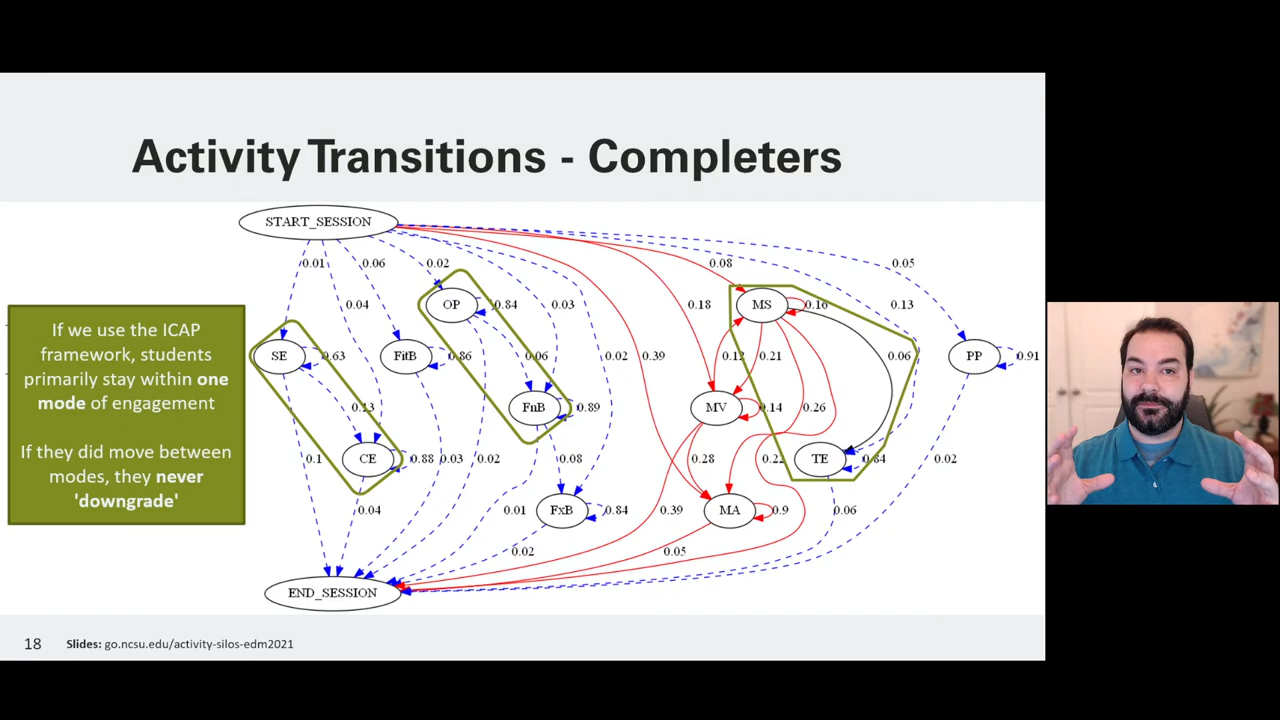 Activity Transitions - Completers
START_SESSION
0.01
0.06
0.02
0.08
0.05
0.04
OP
0.84
0.03
0.18
MS
0.16
0.13
If we use the ICAP
framework, students
primarily stay within one
mode of engagement
SE
0.63
FitB
0.86
0.06
0.02
0.39
0.12
0.21
0.06
PP
0.91
0.13
FnB
0.89
MV
0.14
0.26
If they did move between
modes, they never
'downgrade'
0.1
CE
0.88
0.03
0.02
0.08
0.28
0.22
TE
0.84
0.02
0.04
0.01
FxB
0.84
0.39
MA
0.9
0.06
0.02
0.05
END_SESSION
18
Slides: go.ncsu.edu/activity-silos-edm2021